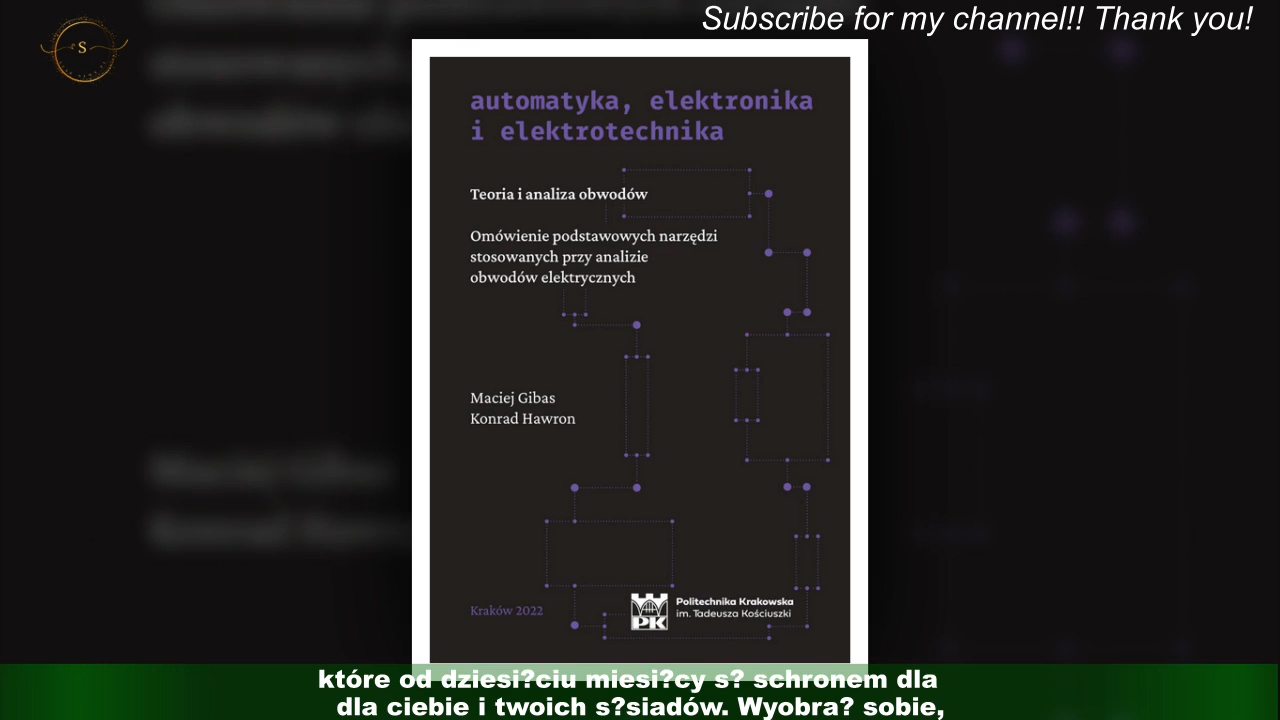 Subscribe for my channel!! Thank you!
S
automatyka, elektronika
i elektrotechnika
Teoria i analiza obwodów
Omówienie podstawowych narzędzi
stosowanych przy analizie
obwodów elektrycznych
Maciej Gibas
Konrad Hawron
Kraków 2022
PK
Politechnika Krakowska
im. Tadeusza Kościuszki
które od dziesi?ciu miesi?cy s? schronem dla
dla ciebie i twoich s?siadów. Wyobra? sobie,